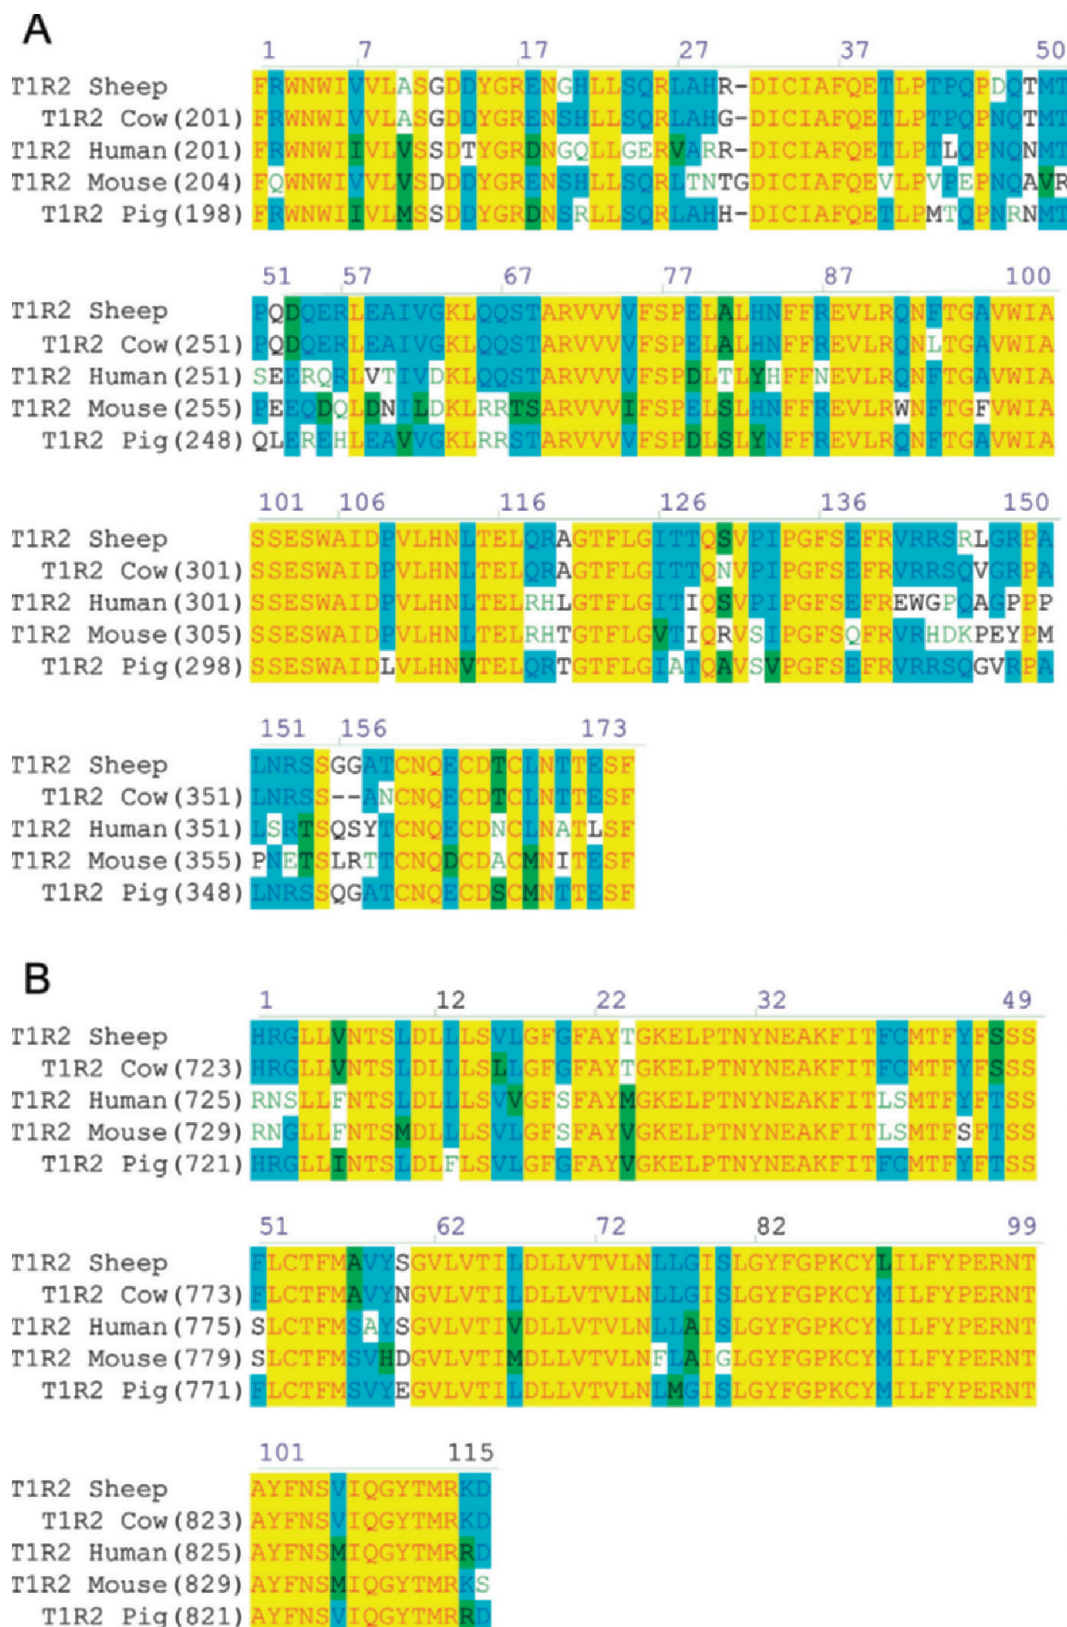 A
1 7 17 27 37 50
T1R2 Sheep FRWNWIVVLASGDDYGRENGHLLSQRLAHR-DICIAFQETLPTPQPDQTMT
T1R2 Cow(201) FRWNWIVVLASGDDYGRENSHLLSQRLAHG-DICIAFQETLPTPQPNQTMT
T1R2 Human(201) FRWNWIIVLVSSDTYGRDNGQLLGERVARR-DICIAFQETLPTLQPNQNMT
T1R2 Mouse(204) FQWNWIVVLVSDDDYGRENSHLLSQRLTNTGDICIAFQEVLPVPEPNQAVR
T1R2 Pig(198) FRWNWIIVLMSSDDYGRDNSRLLSQRLAHH-DICIAFQETLPMTQPNRNMT
51 57 67 77 87 100
T1R2 Sheep PQDQERLEAIVGKLQQSTARVVVVFSPELALHNFFREVLRQNFTGAVWIA
T1R2 Cow(251) PQDQERLEAIVGKLQQSTARVVVVFSPELALHNFFREVLRQNLTGAVWIA
T1R2 Human(251) SEERQRLVTIVDKLQQSTARVVVVFSPDLTLYHFFNEVLRQNFTGAVWIA
T1R2 Mouse(255) PEEQDQLDNILDKLRRTSARVVVIFSPELSLHNFFREVLRWNFTGFVWIA
T1R2 Pig(248) QLEREHLEAVVGKLRRSTARVVVVFSPDLSLYNFFREVLRQNFTGAVWIA
101 106 116 126 136 150
T1R2 Sheep SSESWAIDPVLHNLTELQRAGTFLGITTQSVPIPGFSEFRVRRSRLGRPA
T1R2 Cow(301) SSESWAIDPVLHNLTELQRAGTFLGITTQNVPIPGFSEFRVRRSQVGRPA
T1R2 Human(301) SSESWAIDPVLHNLTELRHLGTFLGITIQSVPIPGFSEFREWGPQAGPPP
T1R2 Mouse(305) SSESWAIDPVLHNLTELRHTGTFLGVTIQRVSIPGFSQFRVRHDKPEYPM
T1R2 Pig(298) SSESWAIDLVLHNVTELQRTGTFLGIATQAVSVPGFSEFRVRRSQGVRPA
151 156 173
T1R2 Sheep LNRSSGGATCNQECDTCLNTTESF
T1R2 Cow(351) LNRSS--ANCNQECDTCLNTTESF
T1R2 Human(351) LSRTSQSYTCNQECDNCLNATLSF
T1R2 Mouse(355) PNETSLRTTCNQDCDACMNITESF
T1R2 Pig(348) LNRSSQGATCNQECDSCMNTTESF
B
1 12 22 32 49
T1R2 Sheep HRGLLVNTSLDLLLSVLGFGFAYTGKELPTNYNEAKFITFCMTFYFSSS
T1R2 Cow(723) HRGLLVNTSLDLLLSLLGFGFAYTGKELPTNYNEAKFITFCMTFYFSSS
T1R2 Human(725) RNSLLFNTSLDLLLSVVGFSFAYMGKELPTNYNEAKFITLSMTFYFTSS
T1R2 Mouse(729) RNGLLFNTSMDLLLSVLGFSFAYVGKELPTNYNEAKFITLSMTFSFTSS
T1R2 Pig(721) HRGLLINTSLDLFLSVLGFGFAYVGKELPTNYNEAKFITFCMTFYFTSS
51 62 72 82 99
T1R2 Sheep FLCTFMAVYSGVLVTILDLLVTVLNLLGISLGYFGPKCYLILFYPERNT
T1R2 Cow(773) FLCTFMAVYNGVLVTILDLLVTVLNLLGISLGYFGPKCYMILFYPERNT
T1R2 Human(775) SLCTFMSAYSGVLVTIVDLLVTVLNLLAISLGYFGPKCYMILFYPERNT
T1R2 Mouse(779) SLCTFMSVHDGVLVTIMDLLVTVLNFLAIGLGYFGPKCYMILFYPERNT
T1R2 Pig(771) FLCTFMSVYEGVLVTILDLLVTVLNLMGISLGYFGPKCYMILFYPERNT
101 115
T1R2 Sheep AYFNSVIQGYTMRKD
T1R2 Cow(823) AYFNSVIQGYTMRKD
T1R2 Human(825) AYFNSMIQGYTMRRD
T1R2 Mouse(829) AYFNSMIQGYTMRKS
T1R2 Pig(821) AYFNSVIQGYTMRRD